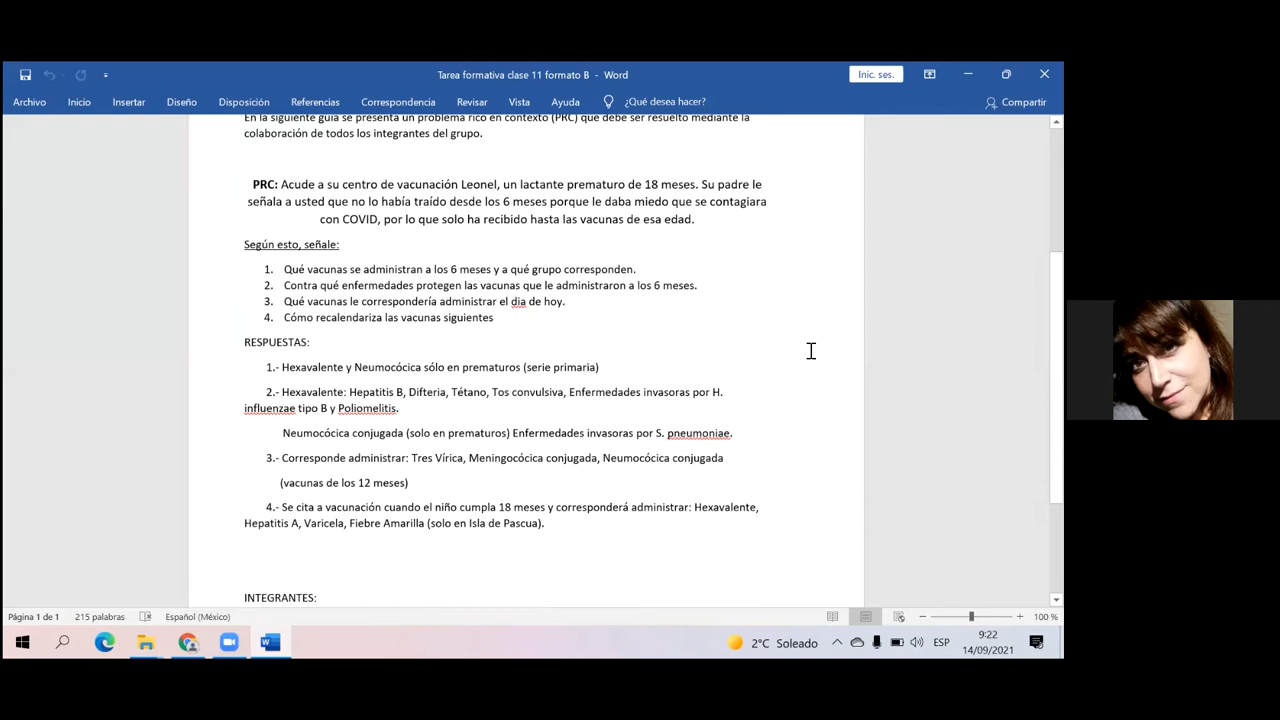 Tarea formativa clase 11 formato B - Word
Inic. ses.
Archivo Inicio Insertar Diseño Disposición Referencias Correspondencia Revisar Vista Ayuda ¿Qué desea hacer? Compartir
En la siguiente guía se presenta un problema rico en contexto (PRC) que debe ser resuelto mediante la
colaboración de todos los integrantes del grupo.
PRC: Acude a su centro de vacunación Leonel, un lactante prematuro de 18 meses. Su padre le
señala a usted que no lo había traído desde los 6 meses porque le daba miedo que se contagiara
con COVID, por lo que solo ha recibido hasta las vacunas de esa edad.
Según esto, señale:
1. Qué vacunas se administran a los 6 meses y a qué grupo corresponden.
2. Contra qué enfermedades protegen las vacunas que le administraron a los 6 meses.
3. Qué vacunas le correspondería administrar el dia de hoy.
4. Cómo recalendariza las vacunas siguientes
RESPUESTAS:
1.- Hexavalente y Neumocócica sólo en prematuros (serie primaria)
2.- Hexavalente: Hepatitis B, Difteria, Tétano, Tos convulsiva, Enfermedades invasoras por H.
influenzae tipo B y Poliomelitis.
Neumocócica conjugada (solo en prematuros) Enfermedades invasoras por S. pneumoniae.
3.- Corresponde administrar: Tres Vírica, Meningocócica conjugada, Neumocócica conjugada
(vacunas de los 12 meses)
4.- Se cita a vacunación cuando el niño cumpla 18 meses y corresponderá administrar: Hexavalente,
Hepatitis A, Varicela, Fiebre Amarilla (solo en Isla de Pascua).
INTEGRANTES:
Página 1 de 1 215 palabras Español (México) 100 %
2°C Soleado ESP 9:22
14/09/2021